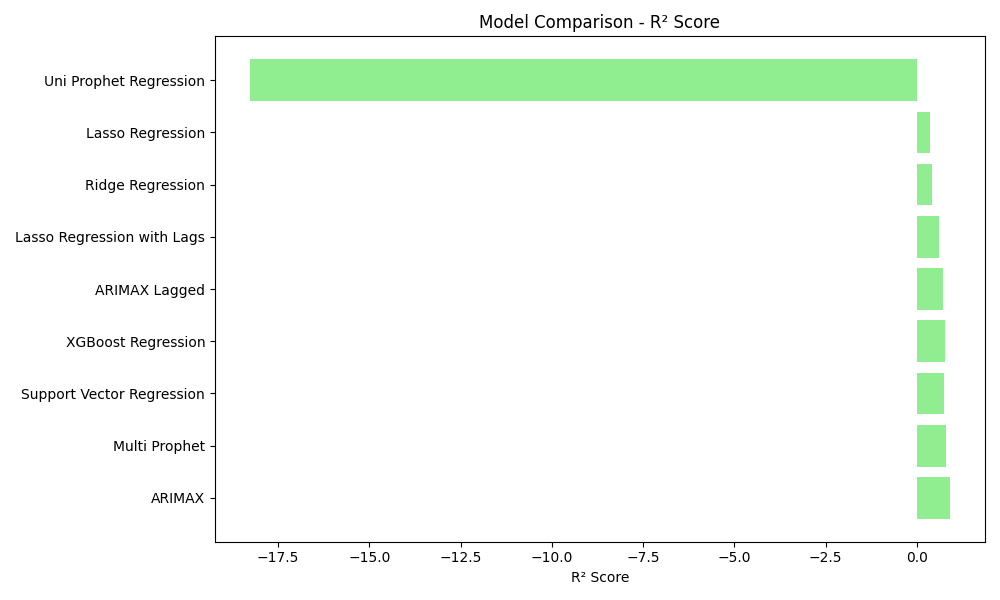 Model Comparison - R² Score
Uni Prophet Regression
Lasso Regression
Ridge Regression
Lasso Regression with Lags
ARIMAX Lagged
XGBoost Regression
Support Vector Regression
Multi Prophet
ARIMAX
−17.5 −15.0 −12.5 −10.0 −7.5 −5.0 −2.5 0.0
R² Score